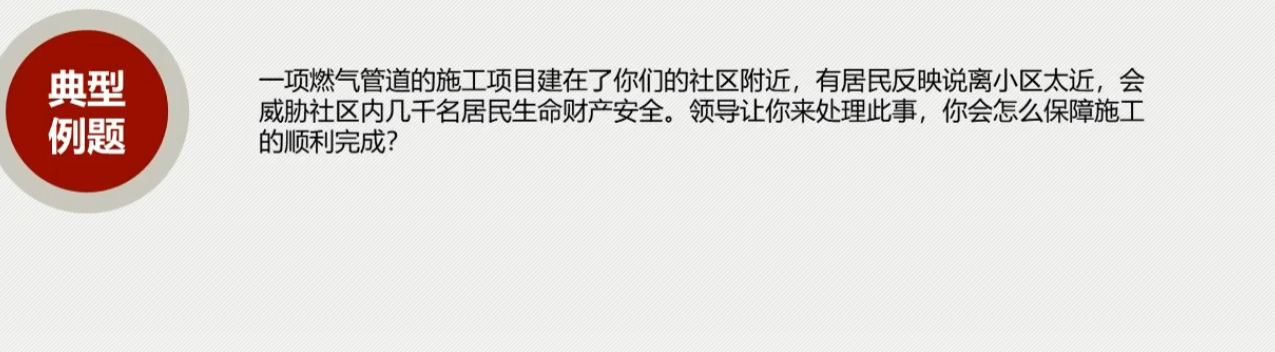 典型
例题
一项燃气管道的施工项目建在了你们的社区附近，有居民反映说离小区太近，会
威胁社区内几千名居民生命财产安全。领导让你来处理此事，你会怎么保障施工
的顺利完成？